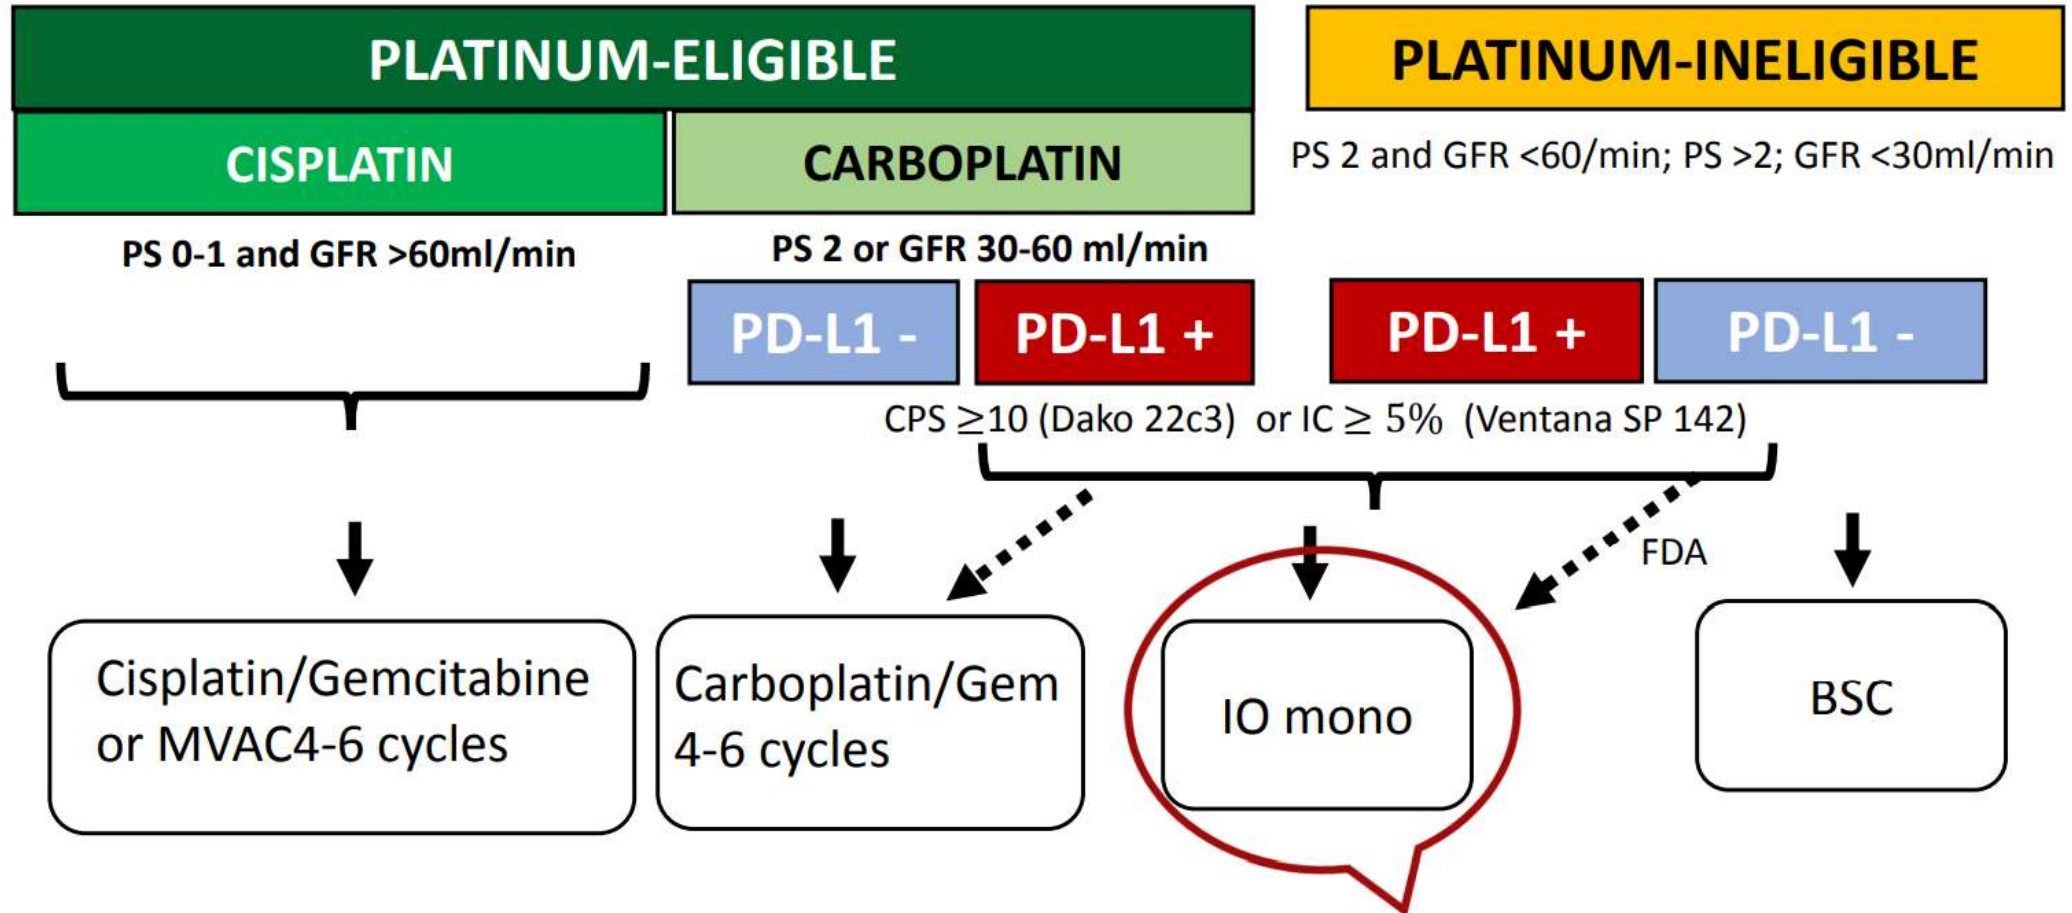 PLATINUM-ELIGIBLE
PLATINUM-INELIGIBLE
CISPLATIN
CARBOPLATIN
PS 2 and GFR <60/min; PS >2; GFR <30ml/min
PS 0-1 and GFR >60ml/min
PS 2 or GFR 30-60 ml/min
PD-L1 -
PD-L1 +
PD-L1 +
PD-L1 -
CPS ≥10 (Dako 22c3) or IC ≥ 5% (Ventana SP 142)
FDA
Cisplatin/Gemcitabine
or MVAC4-6 cycles
Carboplatin/Gem
4-6 cycles
IO mono
BSC